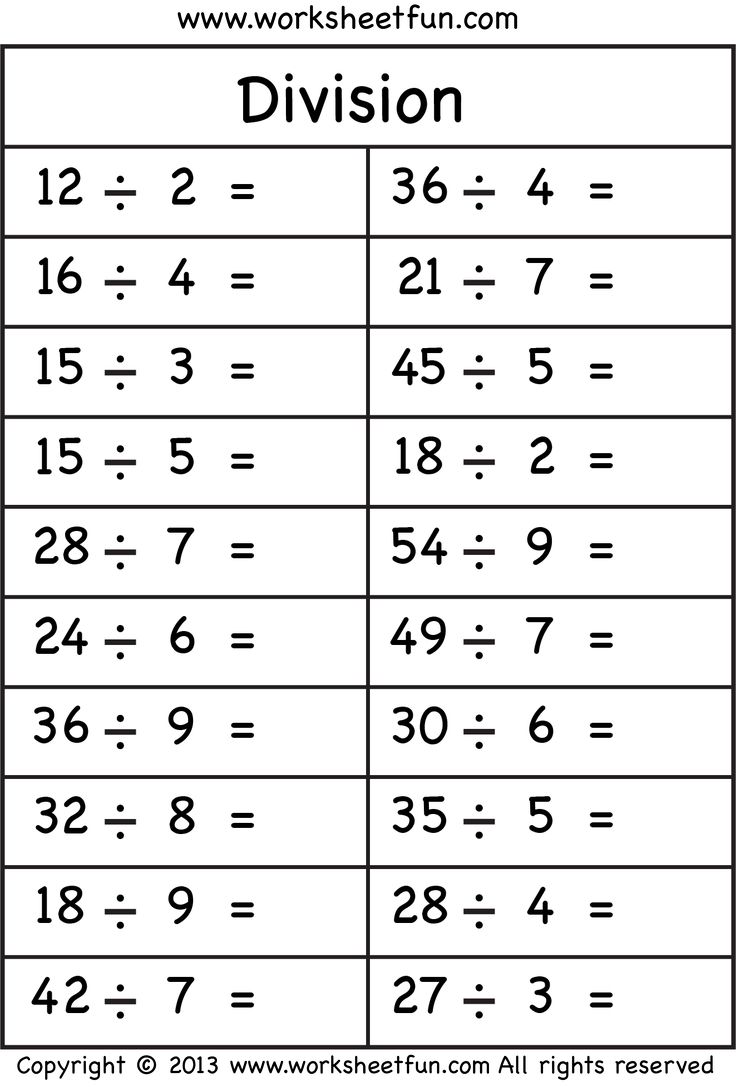 www.worksheetfun.com
Division
12 ÷ 2 = 36 ÷ 4 =
16 ÷ 4 = 21 ÷ 7 =
15 ÷ 3 = 45 ÷ 5 =
15 ÷ 5 = 18 ÷ 2 =
28 ÷ 7 = 54 ÷ 9 =
24 ÷ 6 = 49 ÷ 7 =
36 ÷ 9 = 30 ÷ 6 =
32 ÷ 8 = 35 ÷ 5 =
18 ÷ 9 = 28 ÷ 4 =
42 ÷ 7 = 27 ÷ 3 =
Copyright © 2013 www.worksheetfun.com All rights reserved